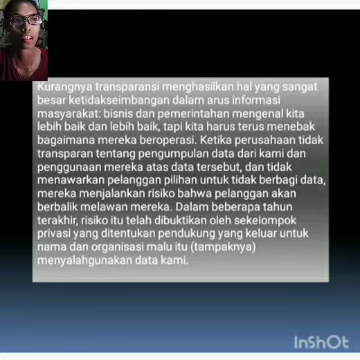 Kurangnya transparansi menghasilkan hal yang sangat
besar ketidakseimbangan dalam arus informasi
masyarakat: bisnis dan pemerintahan mengenal kita
lebih baik dan lebih baik, tapi kita harus terus menebak
bagaimana mereka beroperasi. Ketika perusahaan tidak
transparan tentang pengumpulan data dari kami dan
penggunaan mereka atas data tersebut, dan tidak
menawarkan pelanggan pilihan untuk tidak berbagi data,
mereka menjalankan risiko bahwa pelanggan akan
berbalik melawan mereka. Dalam beberapa tahun
terakhir, risiko itu telah dibuktikan oleh sekelompok
privasi yang ditentukan pendukung yang keluar untuk
nama dan organisasi malu itu (tampaknya)
menyalahgunakan data kami.
InShOt